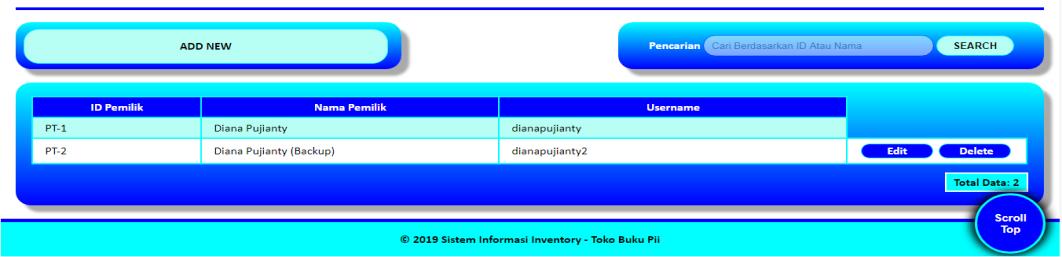 ADD NEW
Pencarian Cari Berdasarkan ID Atau Nama SEARCH
ID Pemilik Nama Pemilik Username
PT-1 Diana Pujianty dianapujianty
PT-2 Diana Pujianty (Backup) dianapujianty2 Edit Delete
Total Data: 2
Scroll
Top
© 2019 Sistem Informasi Inventory - Toko Buku Pii